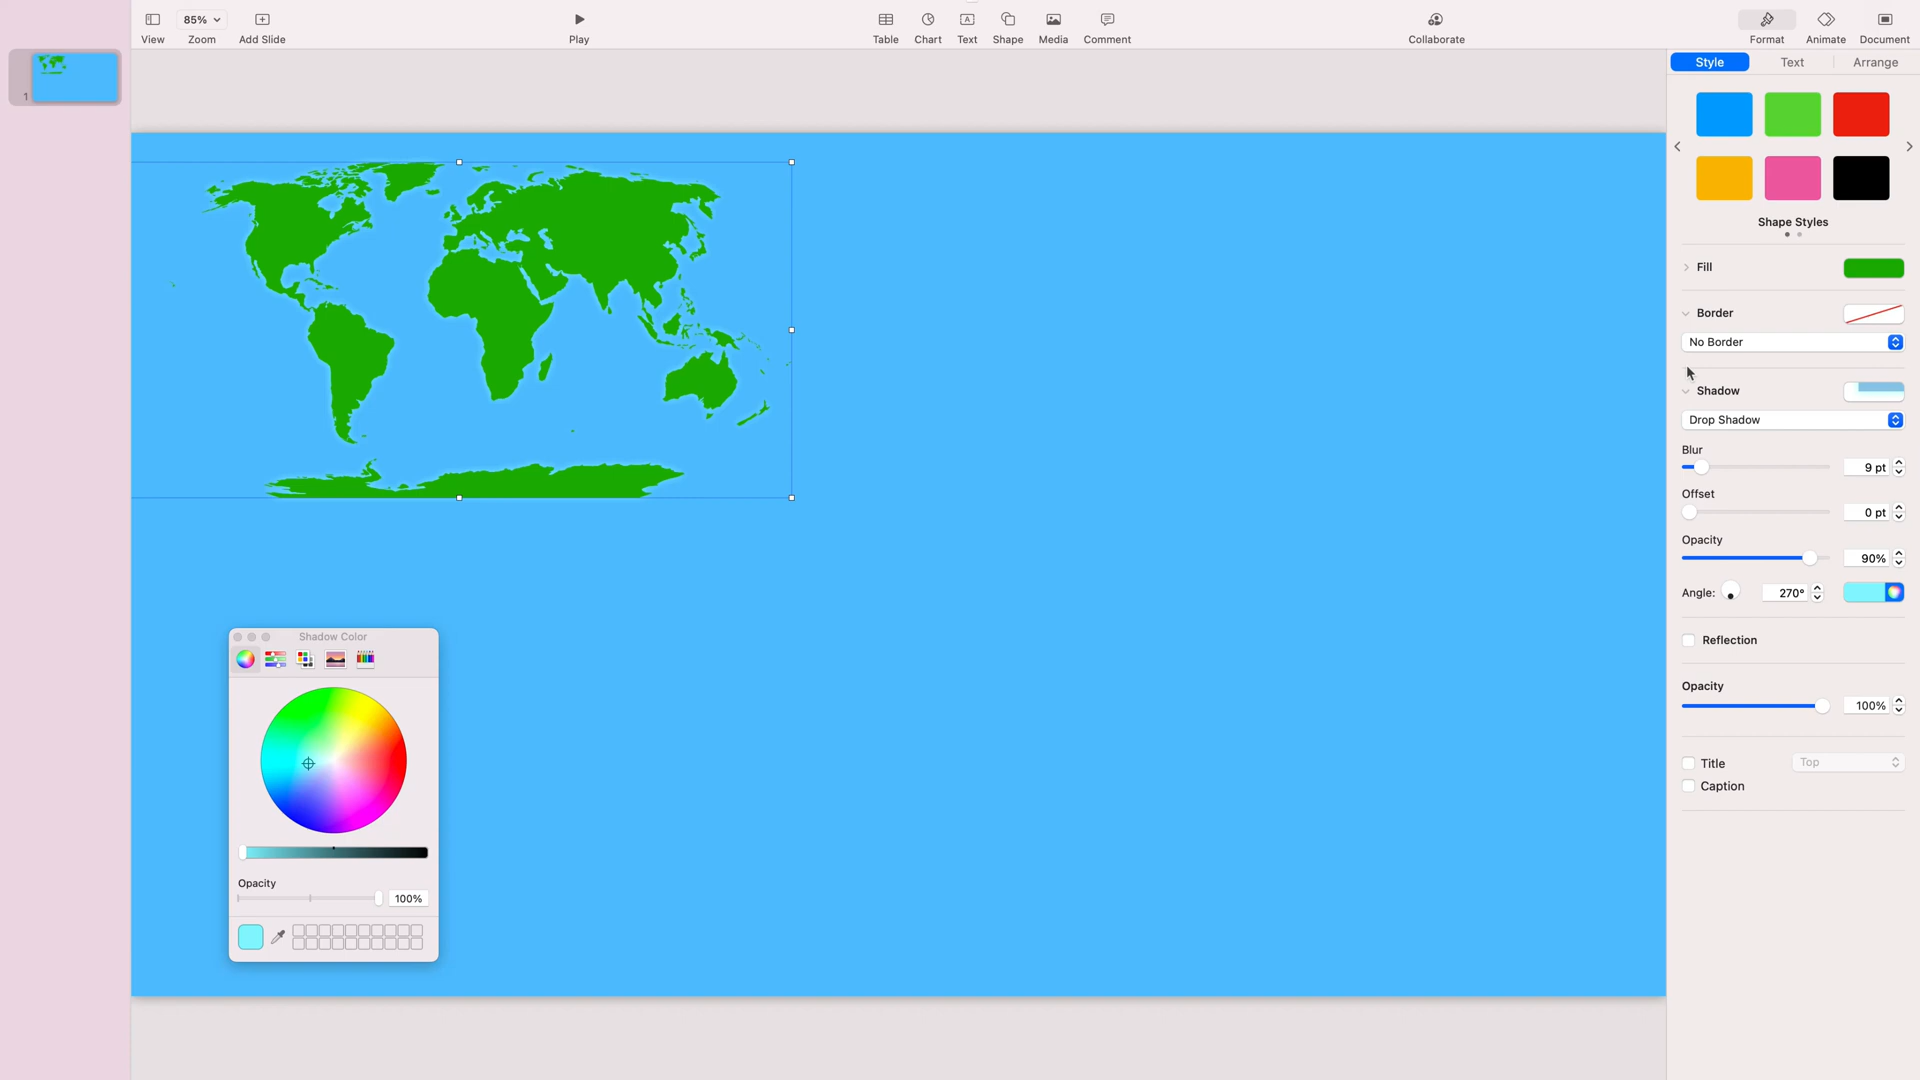 85%
View
Zoom
Add Slide
Play
Table
Chart
Text
Shape
Media
Comment
Collaborate
Format
Animate
Document
1
Style
Text
Arrange
Shape Styles
Fill
Border
No Border
Shadow
Drop Shadow
Blur
9 pt
Offset
0 pt
Opacity
90%
Angle:
270°
Reflection
Opacity
100%
Title
Top
Caption
Shadow Color
Opacity
100%